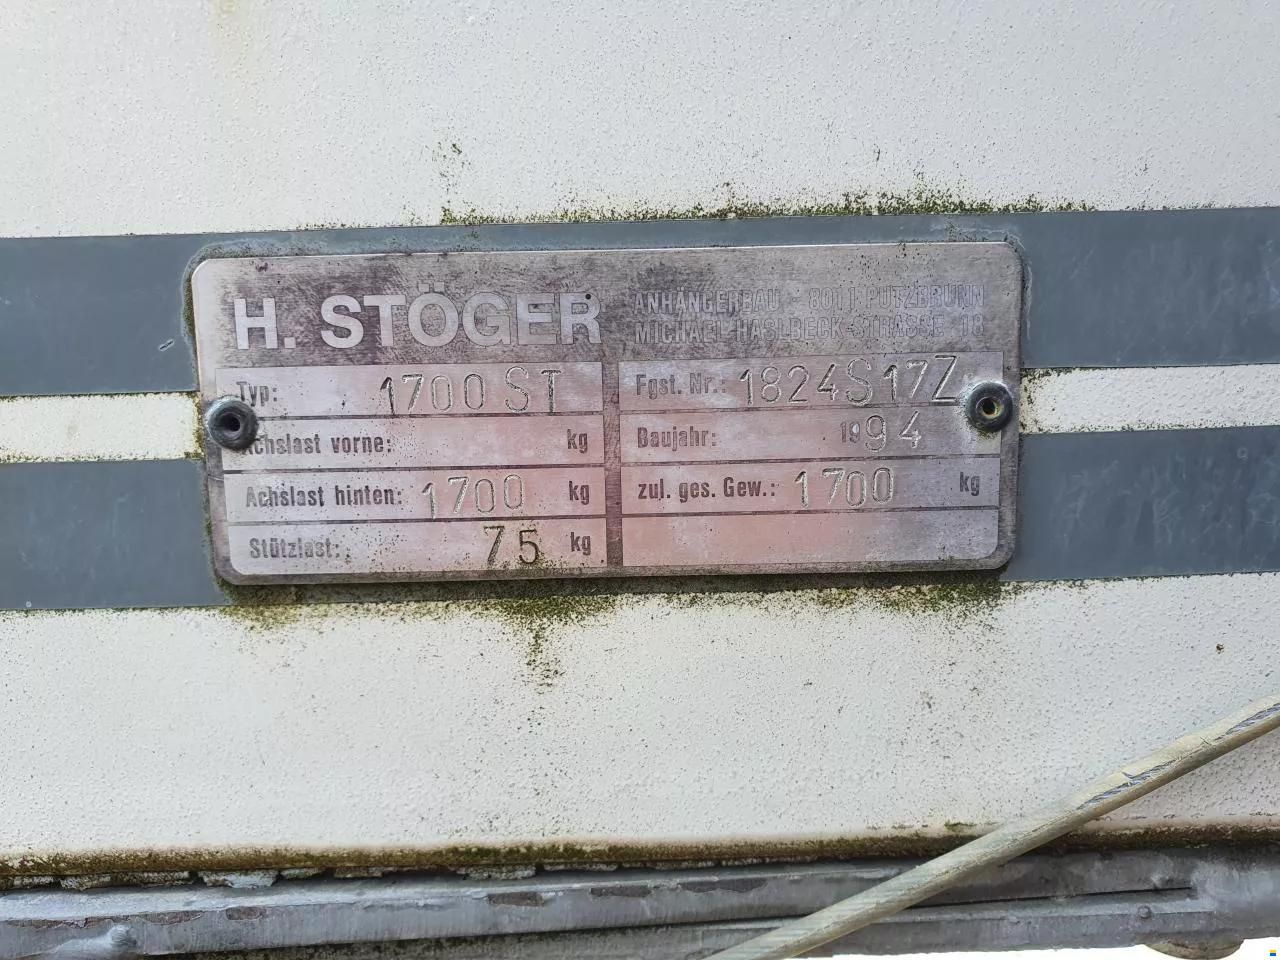 H. STÖGER
ANHÄNGERBAU - 8011 PUTZBRUNN
MICHAEL-HASLBECK-STRASSE 18
Typ: 1700 ST
Fgst. Nr.: 1824S17Z
Achslast vorne: kg
Baujahr: 1994
Achslast hinten: 1700 kg
zul. ges. Gew.: 1700 kg
Stützlast: 75 kg